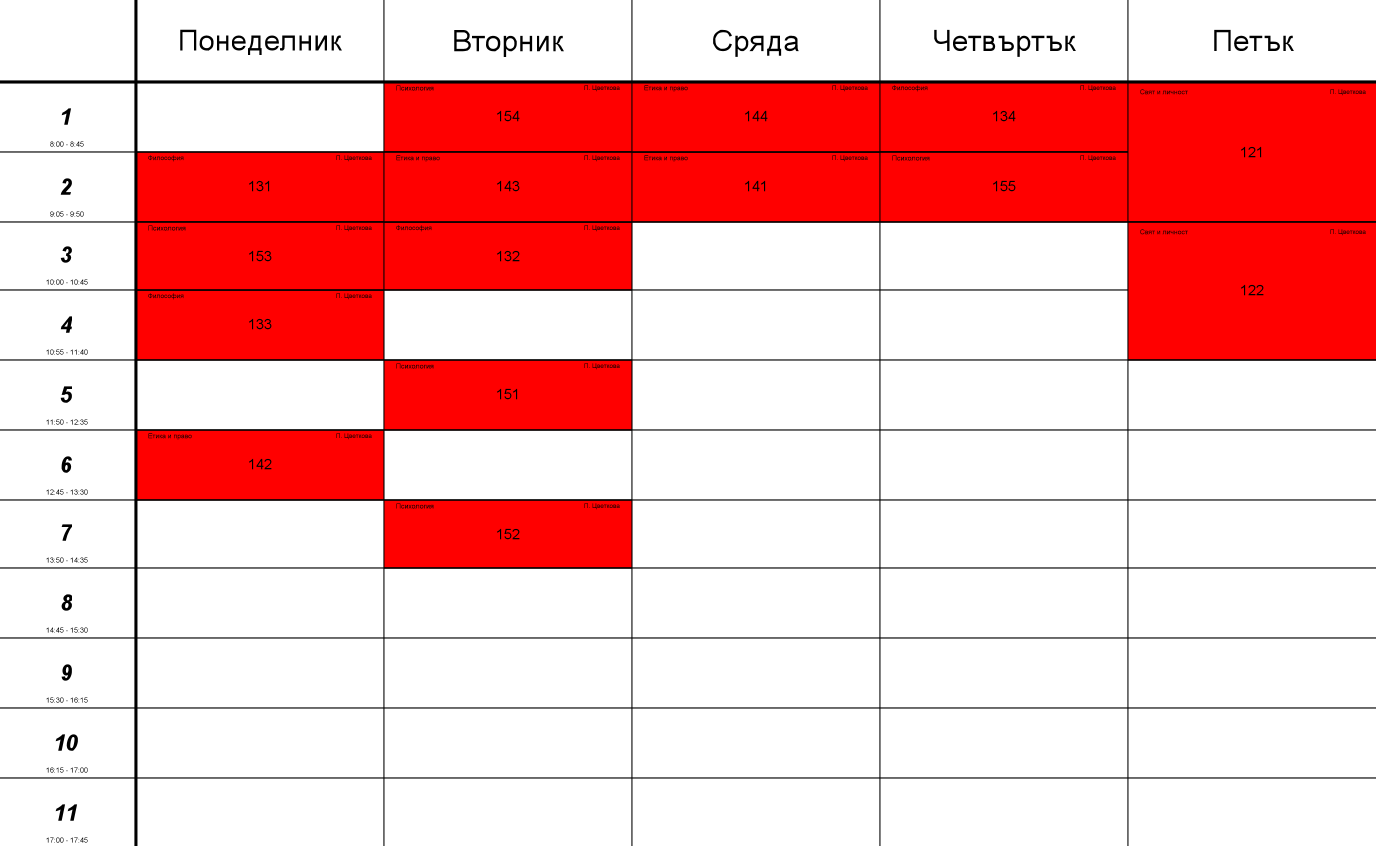 Понеделник Вторник Сряда Четвъртък Петък
1
8:00 - 8:45
Психология П. Цветкова
154
Етика и право П. Цветкова
144
Философия П. Цветкова
134
Свят и личност П. Цветкова
121
2
9:05 - 9:50
Философия П. Цветкова
131
Етика и право П. Цветкова
143
Етика и право П. Цветкова
141
Психология П. Цветкова
155
3
10:00 - 10:45
Психология П. Цветкова
153
Философия П. Цветкова
132
Свят и личност П. Цветкова
122
4
10:55 - 11:40
Философия П. Цветкова
133
5
11:50 - 12:35
Психология П. Цветкова
151
6
12:45 - 13:30
Етика и право П. Цветкова
142
7
13:50 - 14:35
Психология П. Цветкова
152
8
14:45 - 15:30
9
15:30 - 16:15
10
16:15 - 17:00
11
17:00 - 17:45